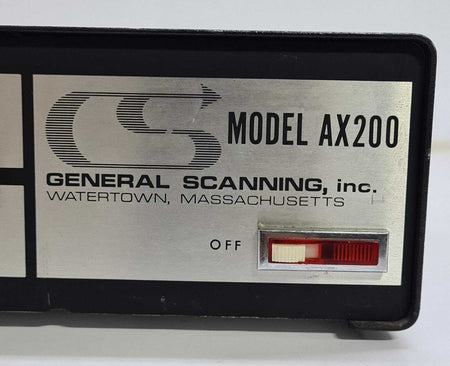 MODEL AX200
GENERAL SCANNING, inc.
WATERTOWN, MASSACHUSETTS
OFF